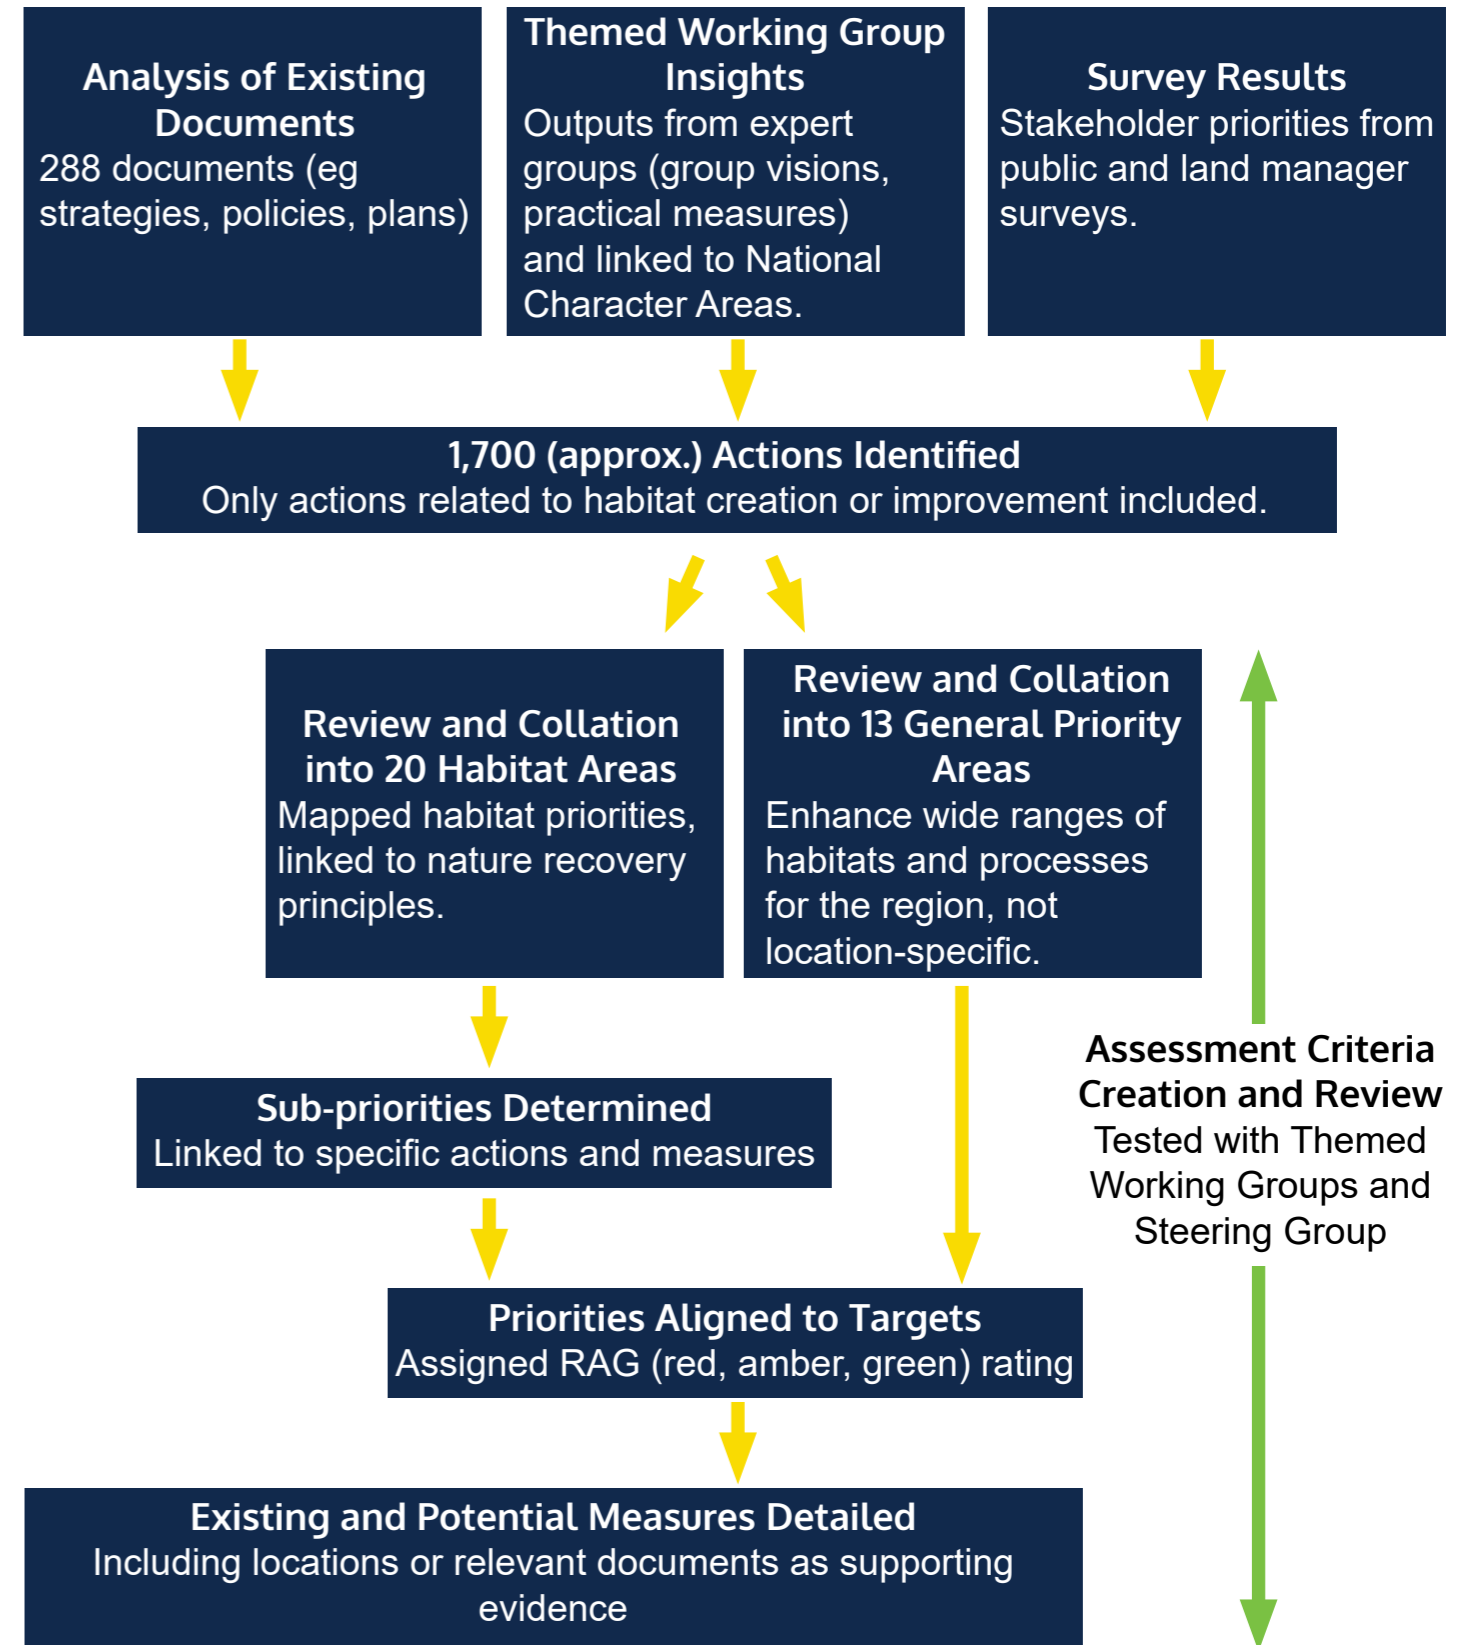 Analysis of Existing
Documents
288 documents (eg
strategies, policies, plans)
Themed Working Group
Insights
Outputs from expert
groups (group visions,
practical measures)
and linked to National
Character Areas.
Survey Results
Stakeholder priorities from
public and land manager
surveys.
1,700 (approx.) Actions Identified
Only actions related to habitat creation or improvement included.
Review and Collation
into 20 Habitat Areas
Mapped habitat priorities,
linked to nature recovery
principles.
Review and Collation
into 13 General Priority
Areas
Enhance wide ranges of
habitats and processes
for the region, not
location-specific.
Sub-priorities Determined
Linked to specific actions and measures
Assessment Criteria
Creation and Review
Tested with Themed
Working Groups and
Steering Group
Priorities Aligned to Targets
Assigned RAG (red, amber, green) rating
Existing and Potential Measures Detailed
Including locations or relevant documents as supporting
evidence